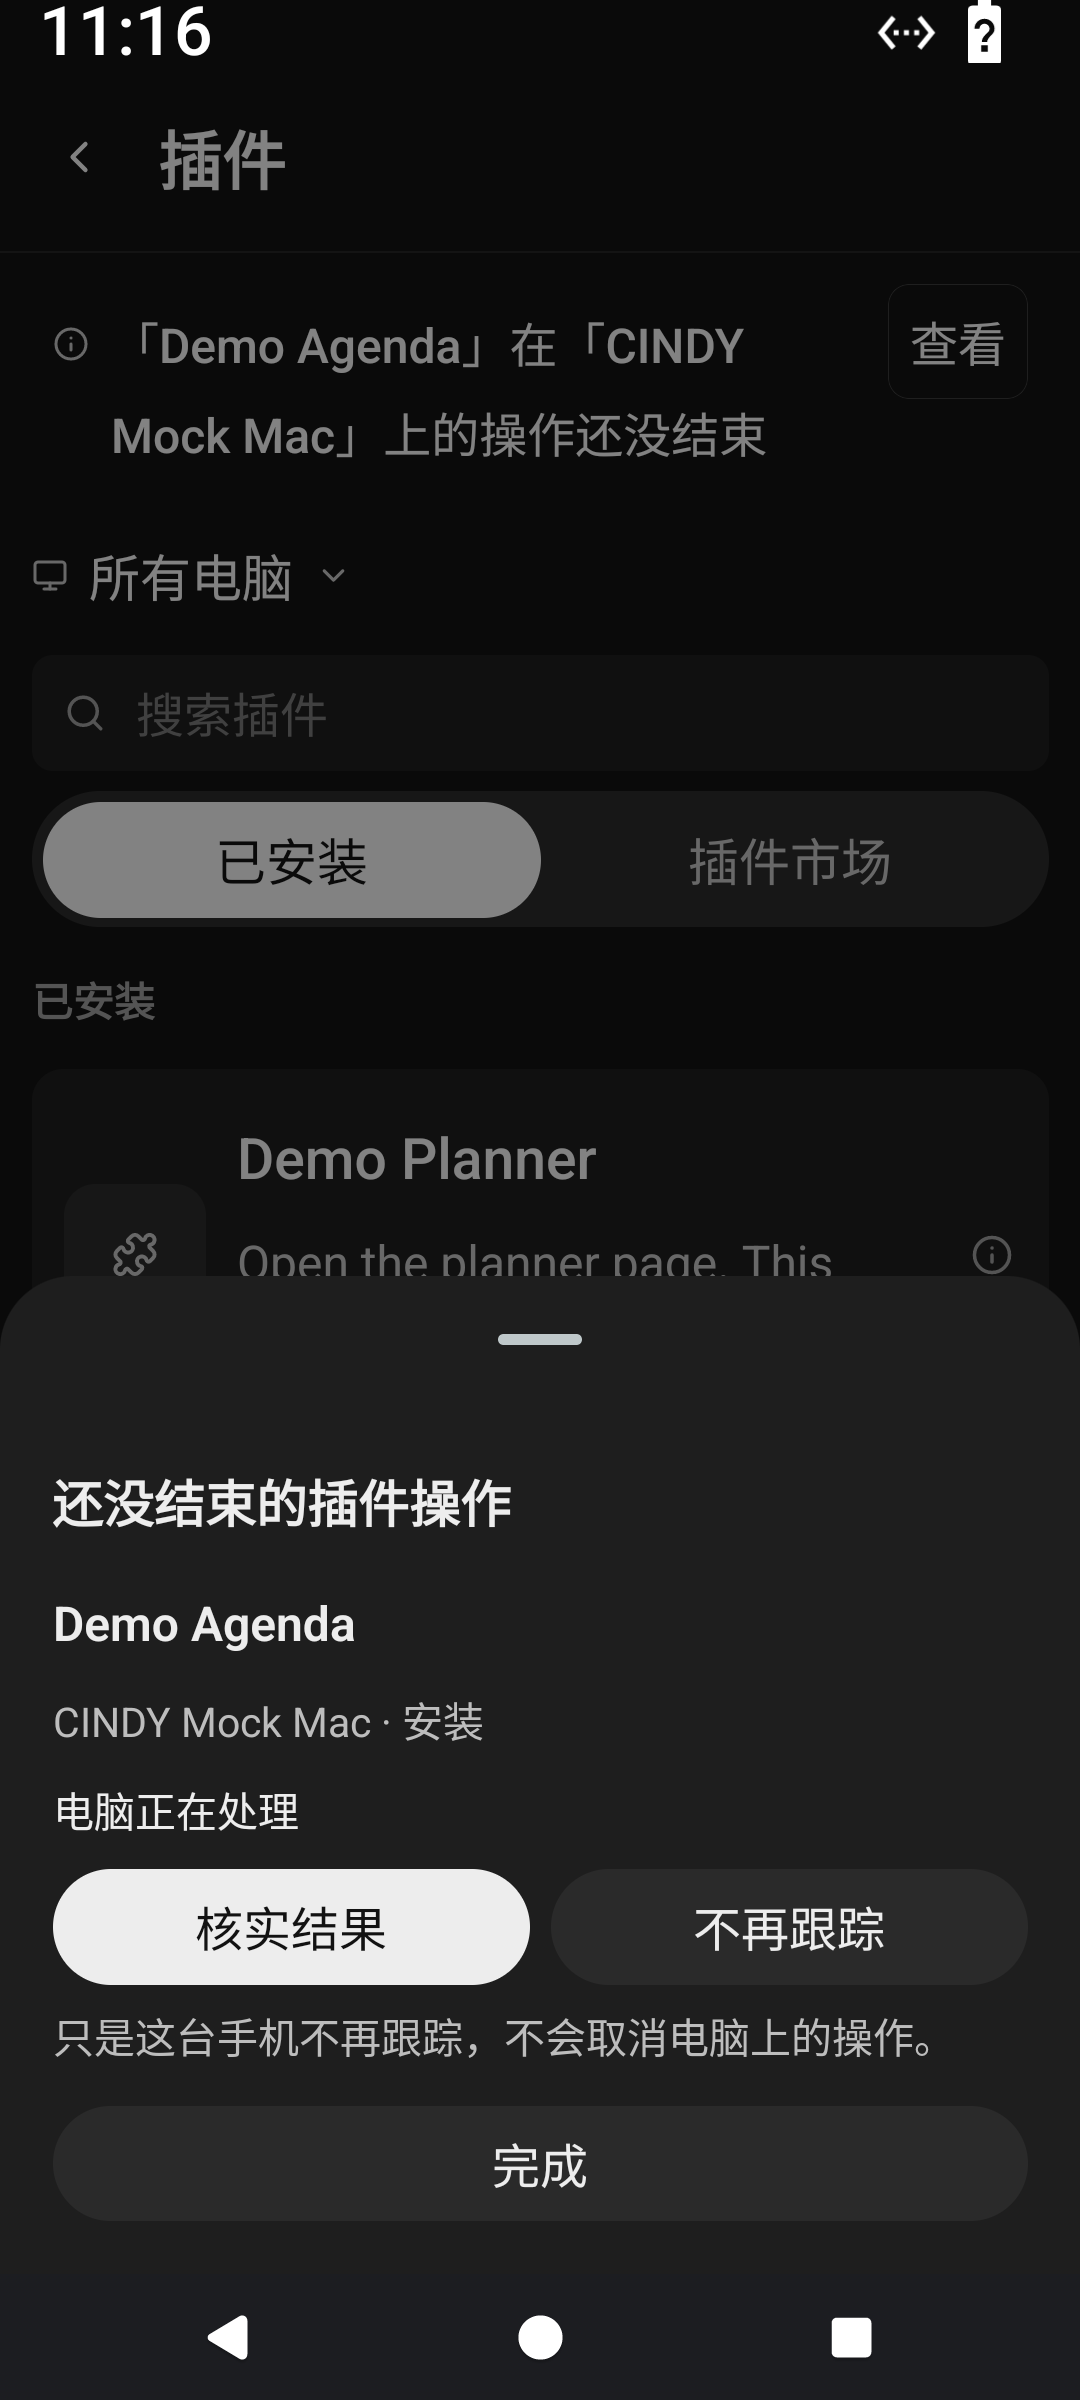 11:16
插件
「Demo Agenda」在「CINDY
Mock Mac」上的操作还没结束
查看
所有电脑
搜索插件
已安装
插件市场
已安装
Demo Planner
Open the planner page. This
还没结束的插件操作
Demo Agenda
CINDY Mock Mac · 安装
电脑正在处理
核实结果
不再跟踪
只是这台手机不再跟踪，不会取消电脑上的操作。
完成